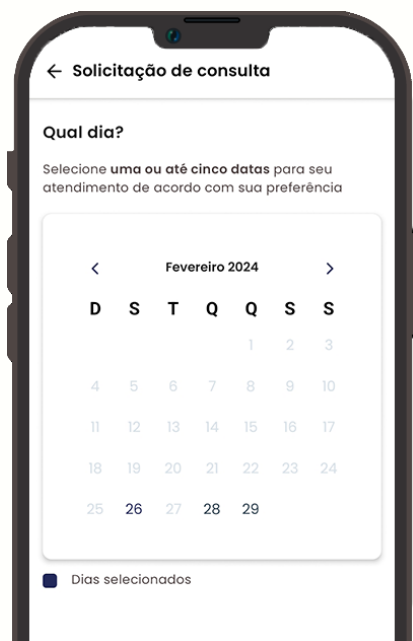 Solicitação de consulta
Qual dia?
Selecione uma ou até cinco datas para seu
atendimento de acordo com sua preferência
Fevereiro 2024
D S T Q Q S S
1 2 3
4 5 6 7 8 9 10
11 12 13 14 15 16 17
18 19 20 21 22 23 24
25 26 27 28 29
Dias selecionados